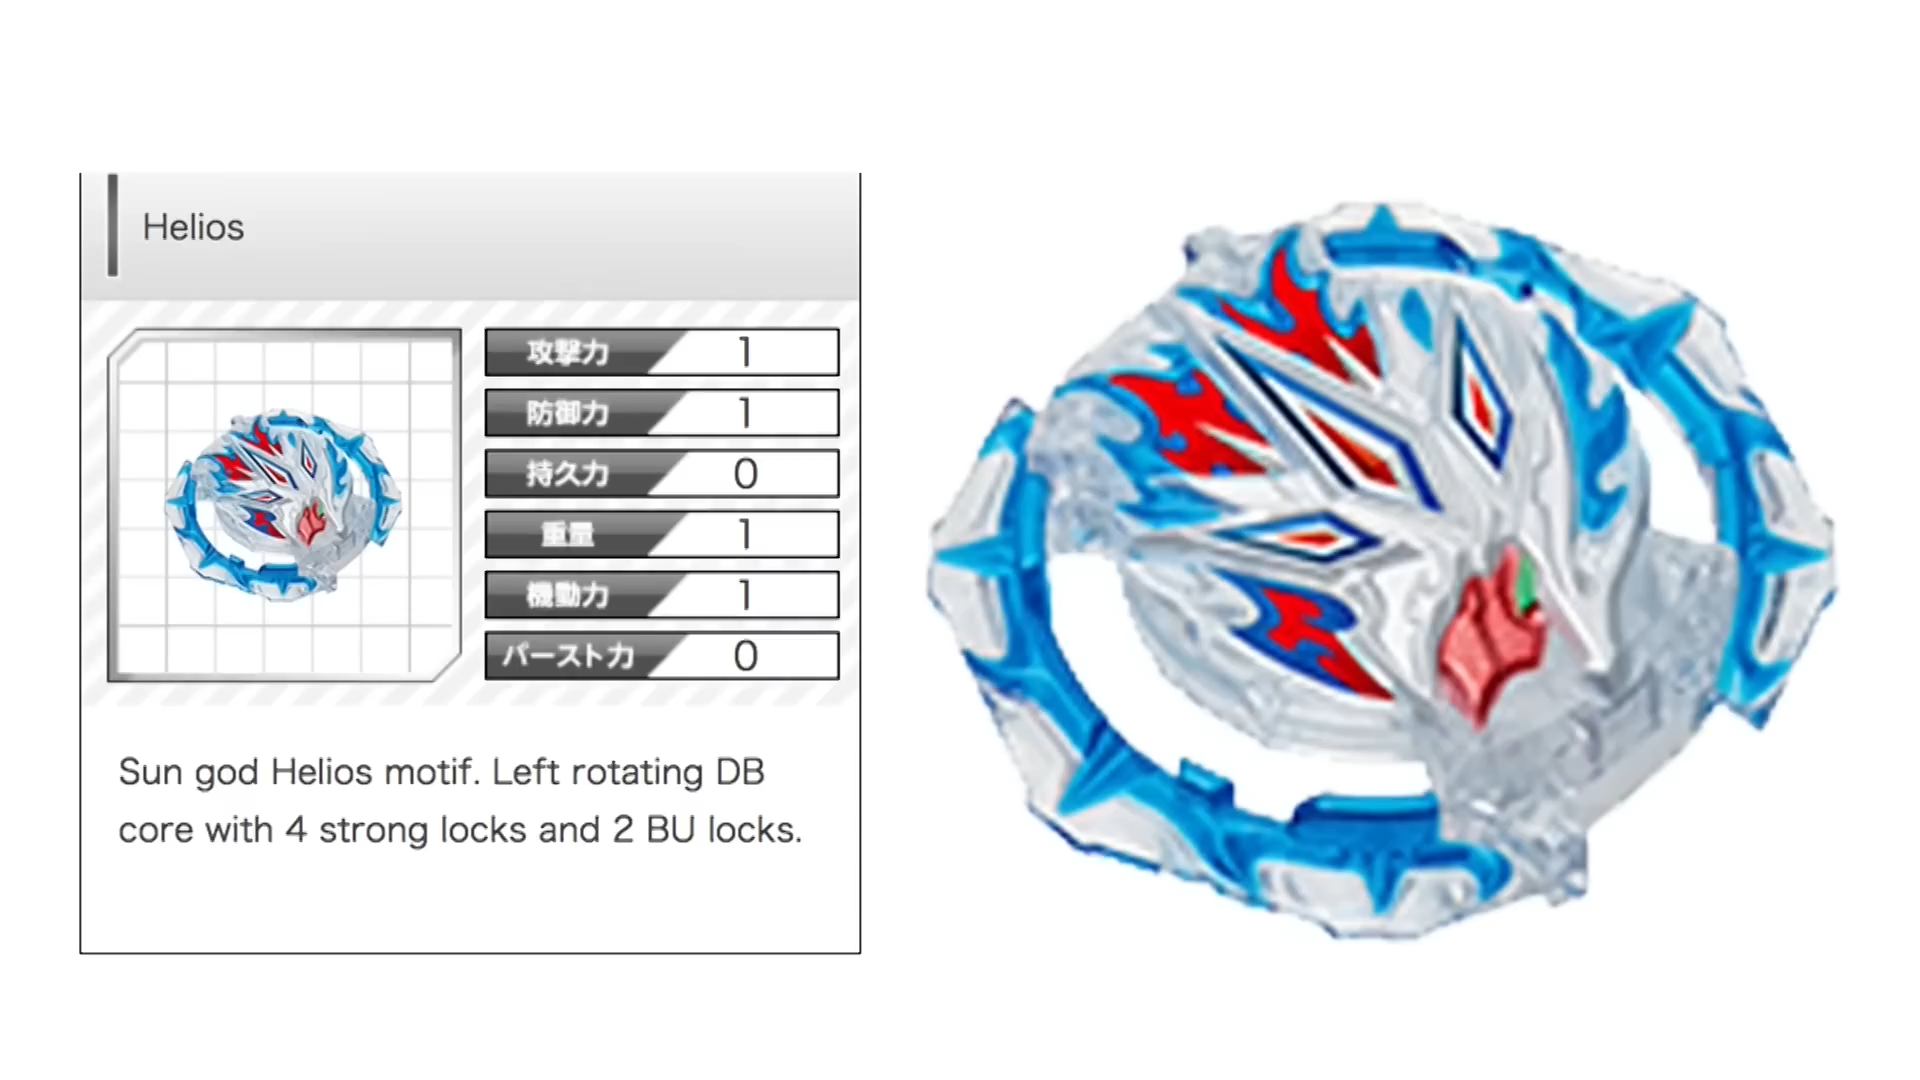 Helios
攻撃力 1
防御力 1
持久力 0
重量 1
機動力 1
バースト力 0
Sun god Helios motif. Left rotating DB
core with 4 strong locks and 2 BU locks.